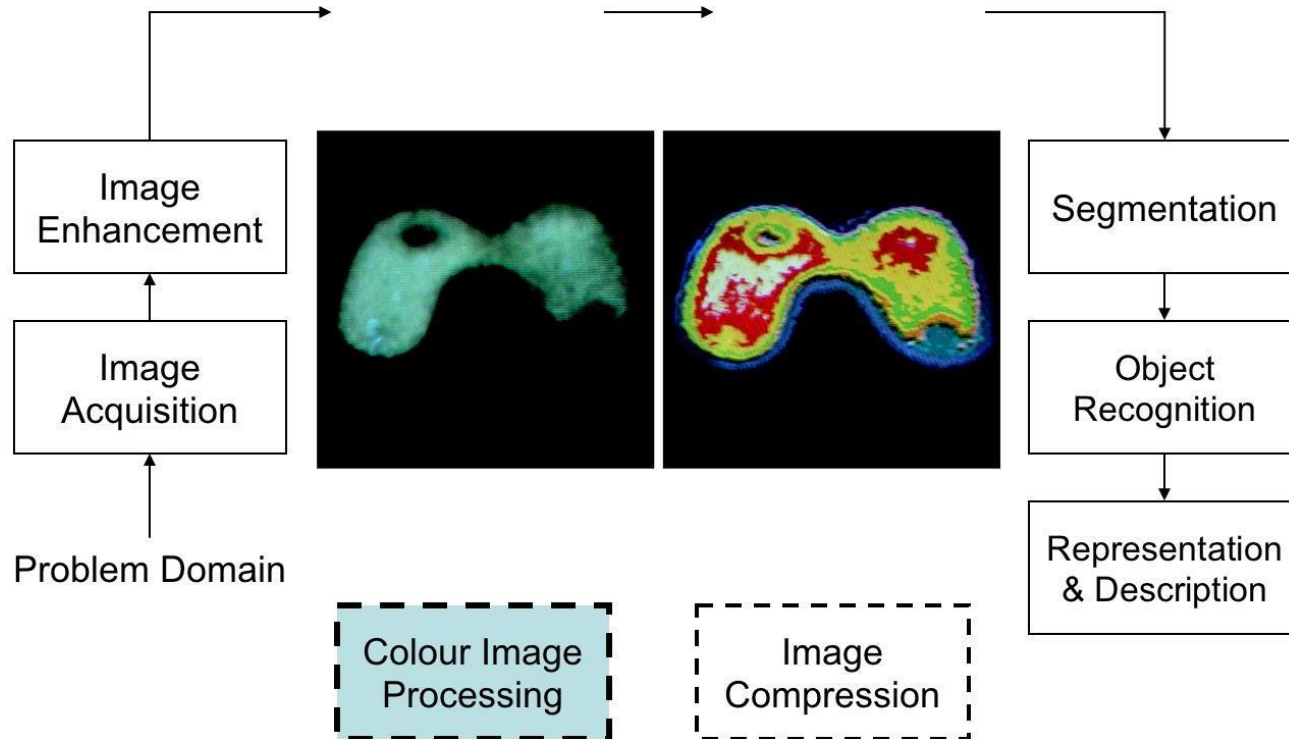 Image
Enhancement
Image
Acquisition
Problem Domain
Colour Image
Processing
Image
Compression
Segmentation
Object
Recognition
Representation
& Description